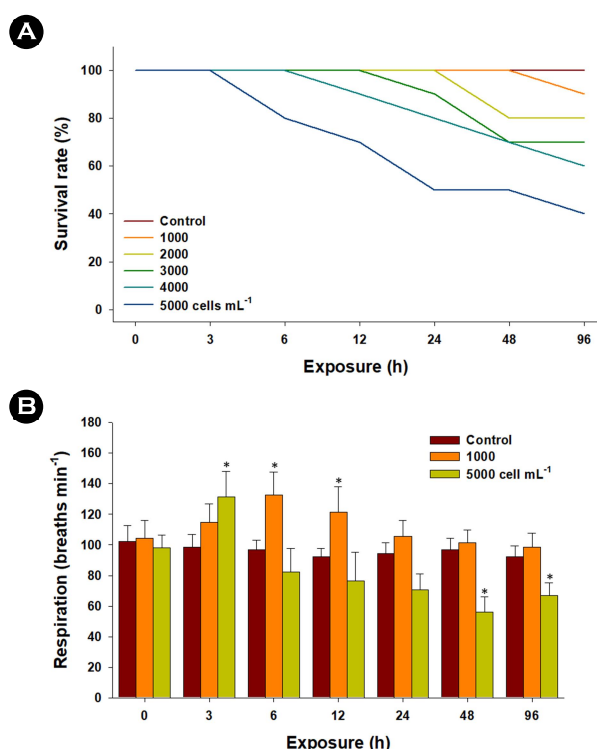 A
Survival rate (%)
100
80
60
40
20
0
Control
1000
2000
3000
4000
5000 cells mL⁻¹
0 3 6 12 24 48 96
Exposure (h)
B
Respiration (breaths min⁻¹)
180
160
140
120
100
80
60
40
20
0
Control
1000
5000 cell mL⁻¹
* * * * *
0 3 6 12 24 48 96
Exposure (h)